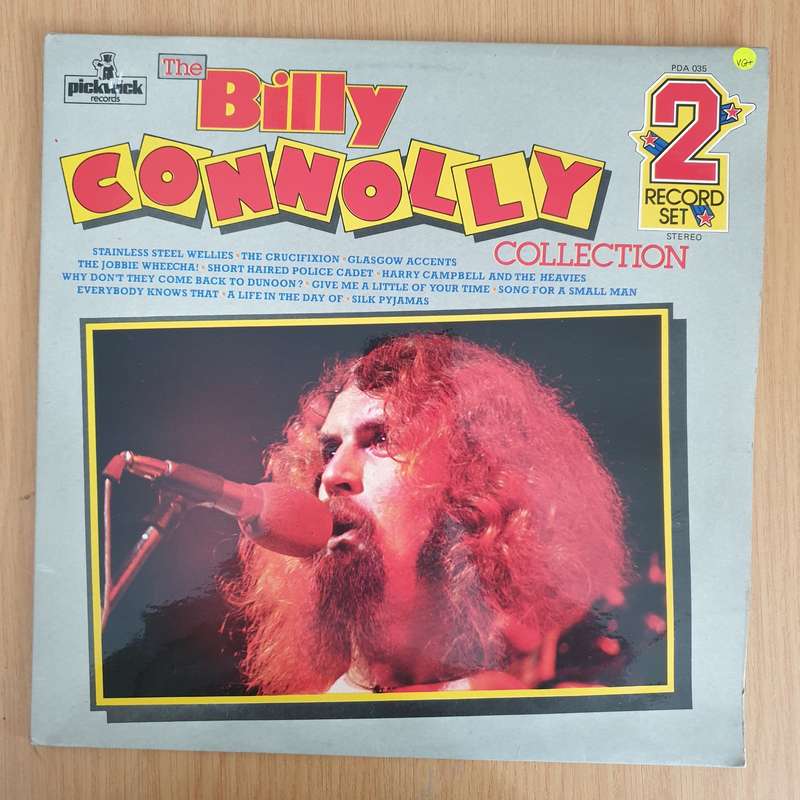 pickwick
records
The
Billy
CONNOLLY
COLLECTION
PDA 035
VG+
2
RECORD
SET
STEREO
STAINLESS STEEL WELLIES • THE CRUCIFIXION • GLASGOW ACCENTS
THE JOBBIE WHEECHA! • SHORT HAIRED POLICE CADET • HARRY CAMPBELL AND THE HEAVIES
WHY DON'T THEY COME BACK TO DUNOON? • GIVE ME A LITTLE OF YOUR TIME • SONG FOR A SMALL MAN
EVERYBODY KNOWS THAT • A LIFE IN THE DAY OF • SILK PYJAMAS